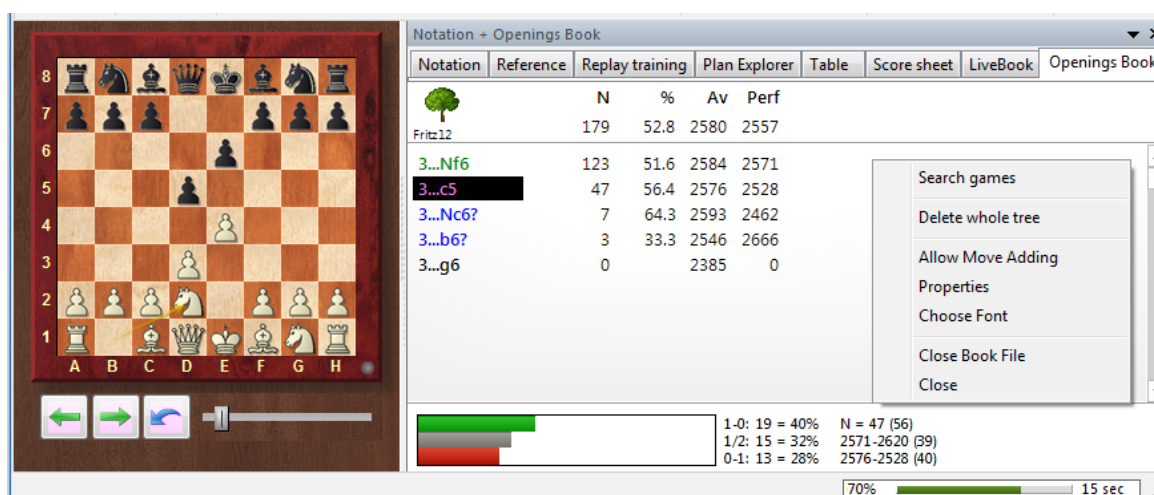 Notation + Openings Book
Notation Reference Replay training Plan Explorer Table Score sheet LiveBook Openings Book
N % Av Perf
Fritz12 179 52.8 2580 2557
3...Nf6 123 51.6 2584 2571
3...c5 47 56.4 2576 2528
3...Nc6? 7 64.3 2593 2462
3...b6? 3 33.3 2546 2666
3...g6 0 2385 0
Search games
Delete whole tree
Allow Move Adding
Properties
Choose Font
Close Book File
Close
8
7
6
5
4
3
2
1
A B C D E F G H
1-0: 19 = 40% N = 47 (56)
1/2: 15 = 32% 2571-2620 (39)
0-1: 13 = 28% 2576-2528 (40)
70% 15 sec